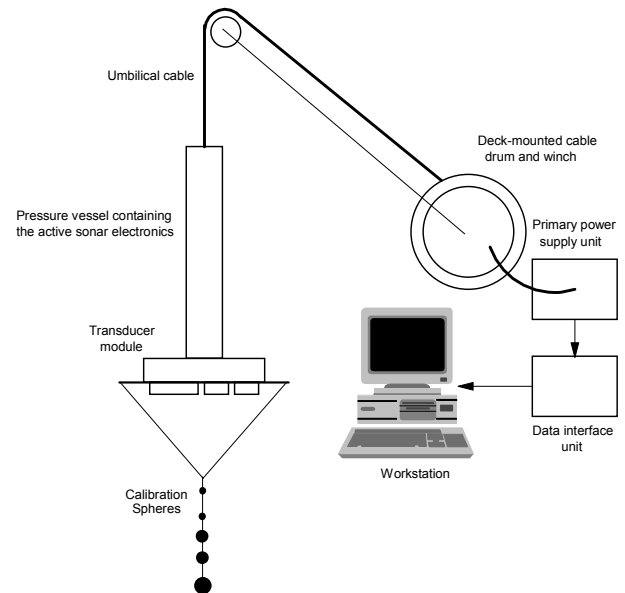 Umbilical cable
Deck-mounted cable
drum and winch
Pressure vessel containing
the active sonar electronics
Primary power
supply unit
Transducer
module
Data interface
unit
Workstation
Calibration
Spheres